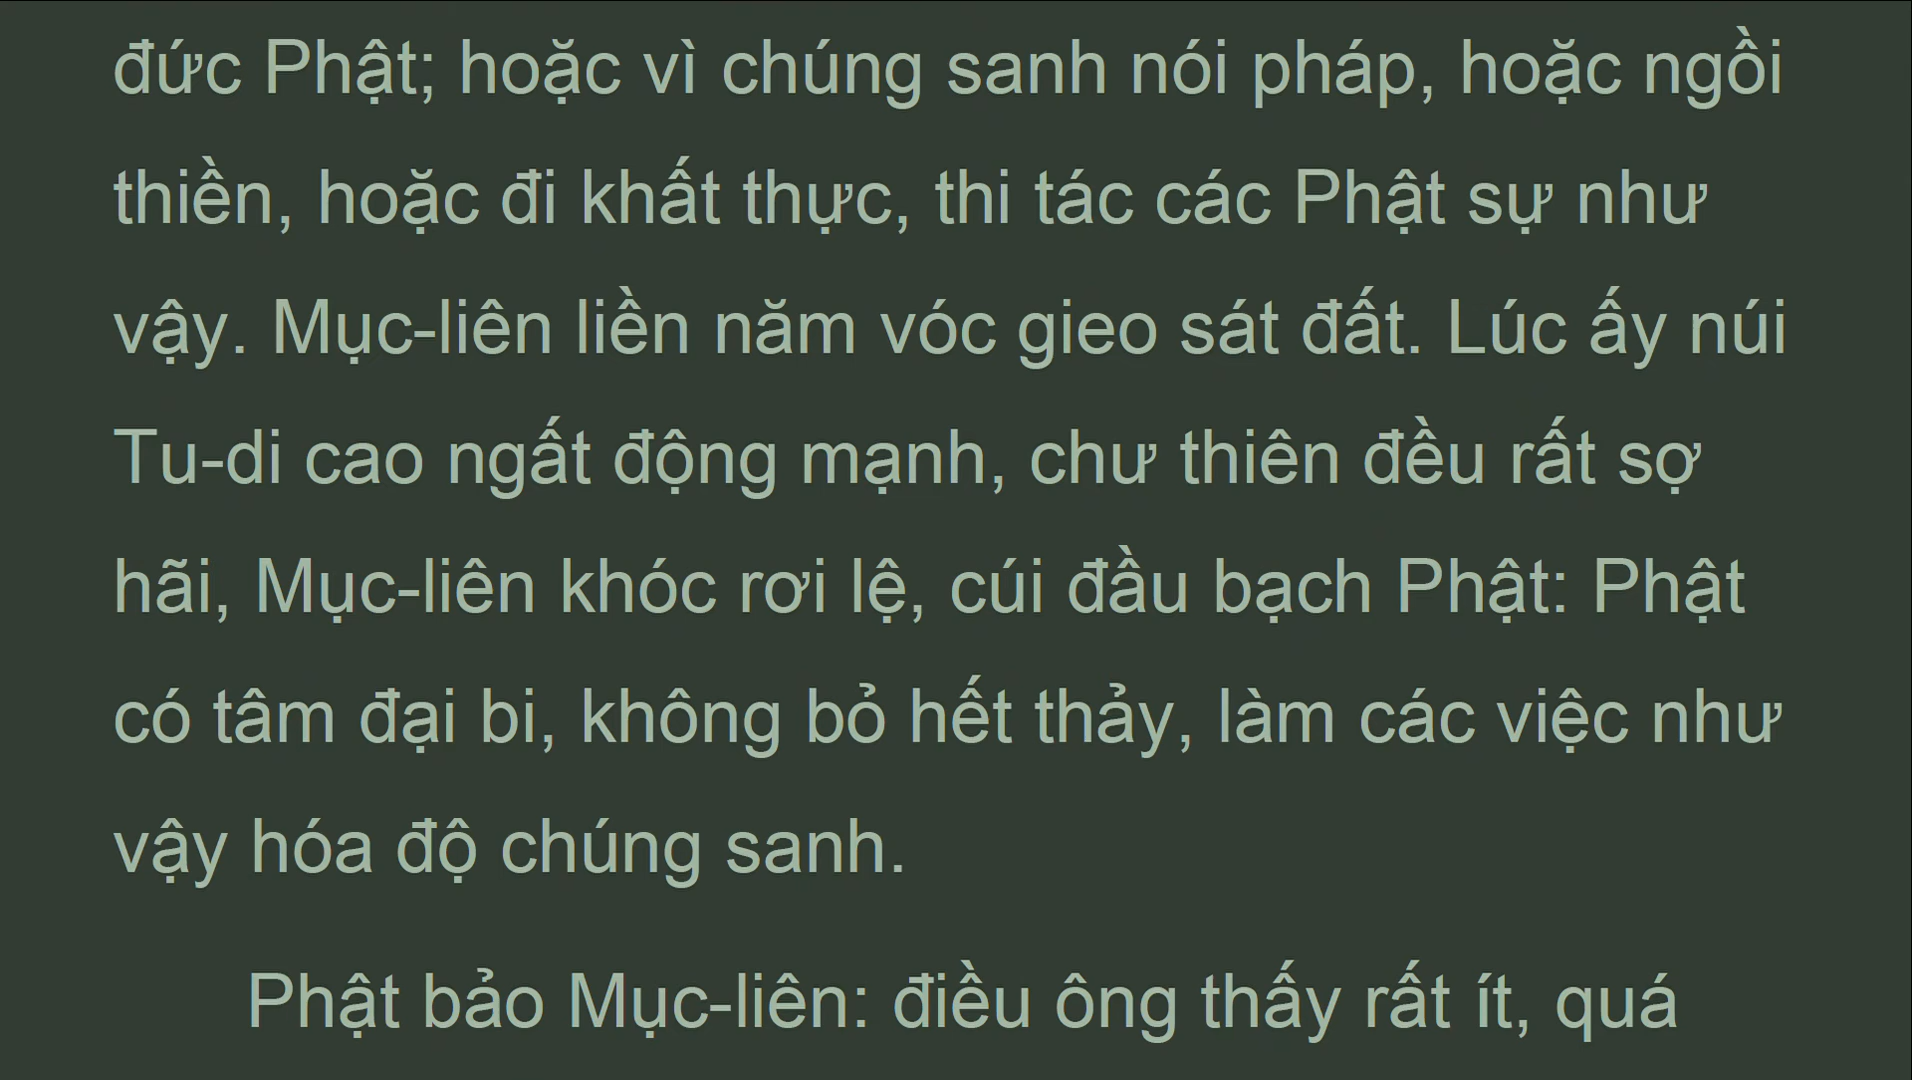 đức Phật; hoặc vì chúng sanh nói pháp, hoặc ngồi
thiền, hoặc đi khất thực, thi tác các Phật sự như
vậy. Mục-liên liền năm vóc gieo sát đất. Lúc ấy núi
Tu-di cao ngất động mạnh, chư thiên đều rất sợ
hãi, Mục-liên khóc rơi lệ, cúi đầu bạch Phật: Phật
có tâm đại bi, không bỏ hết thảy, làm các việc như
vậy hóa độ chúng sanh.
Phật bảo Mục-liên: điều ông thấy rất ít, quá